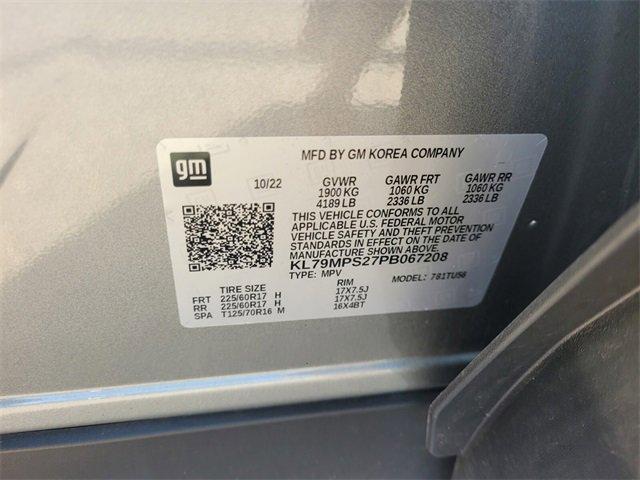 gm
MFD BY GM KOREA COMPANY
10/22 GVWR GAWR FRT GAWR RR
1900 KG 1060 KG 1060 KG
4189 LB 2336 LB 2336 LB
THIS VEHICLE CONFORMS TO ALL
APPLICABLE U.S. FEDERAL MOTOR
VEHICLE SAFETY AND THEFT PREVENTION
STANDARDS IN EFFECT ON THE DATE OF
MANUFACTURE SHOWN ABOVE.
KL79MPS27PB067208
TYPE: MPV MODEL: 781TU56
TIRE SIZE RIM
FRT 225/60R17 H 17X7.5J
RR 225/60R17 H 17X7.5J
SPA T125/70R16 M 16X4BT